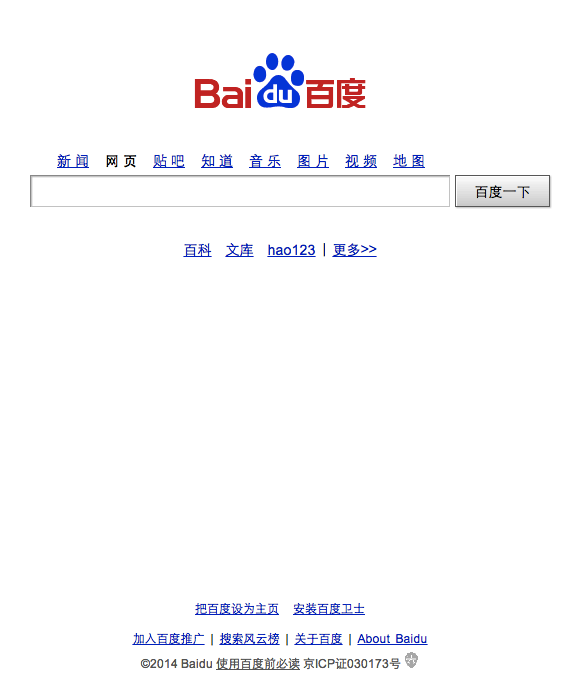 Bai du 百度
新 闻 网 页 贴 吧 知 道 音 乐 图 片 视 频 地 图
百度一下
百科 文库 hao123 | 更多>>
把百度设为主页 安装百度卫士
加入百度推广 | 搜索风云榜 | 关于百度 | About Baidu
©2014 Baidu 使用百度前必读 京ICP证030173号